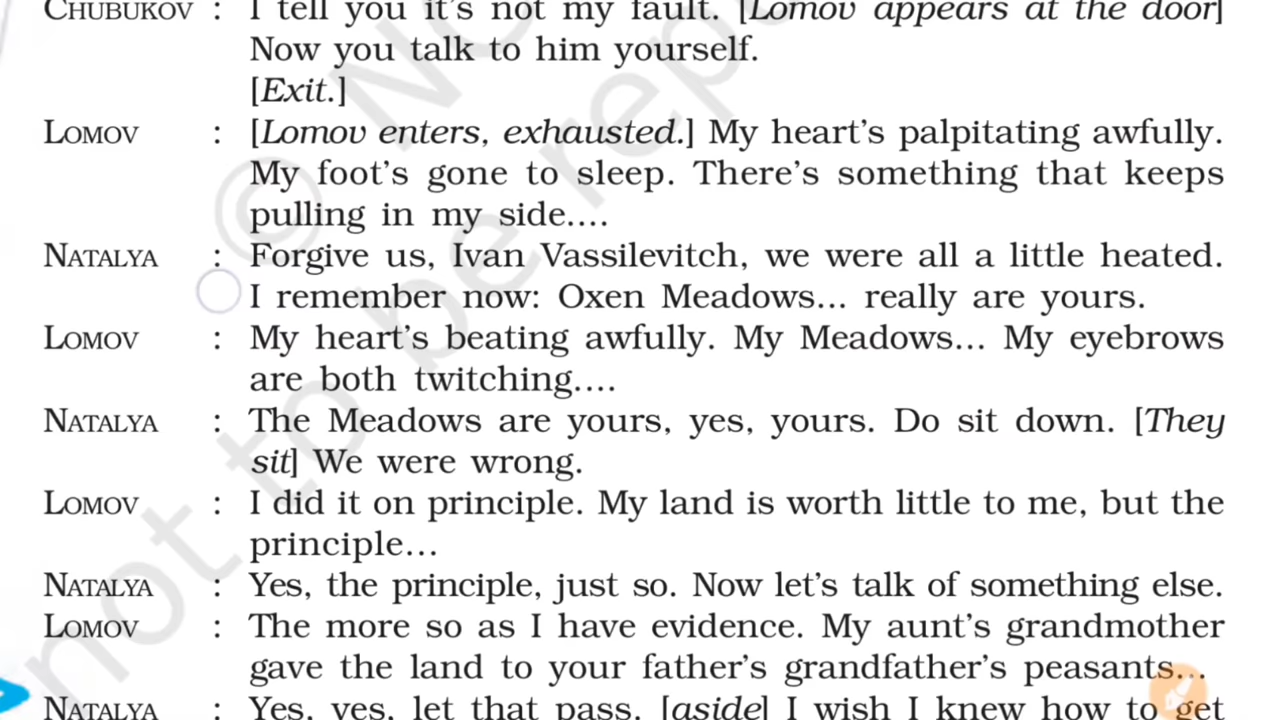 CHUBUKOV : I tell you it's not my fault. [Lomov appears at the door]
Now you talk to him yourself.
[Exit.]
LOMOV : [Lomov enters, exhausted.] My heart's palpitating awfully.
My foot's gone to sleep. There's something that keeps
pulling in my side....
NATALYA : Forgive us, Ivan Vassilevitch, we were all a little heated.
I remember now: Oxen Meadows... really are yours.
LOMOV : My heart's beating awfully. My Meadows... My eyebrows
are both twitching....
NATALYA : The Meadows are yours, yes, yours. Do sit down. [They
sit] We were wrong.
LOMOV : I did it on principle. My land is worth little to me, but the
principle...
NATALYA : Yes, the principle, just so. Now let's talk of something else.
LOMOV : The more so as I have evidence. My aunt's grandmother
gave the land to your father's grandfather's peasants...
NATALYA : Yes, yes, let that pass. [aside] I wish I knew how to get
© NC
not to be rep